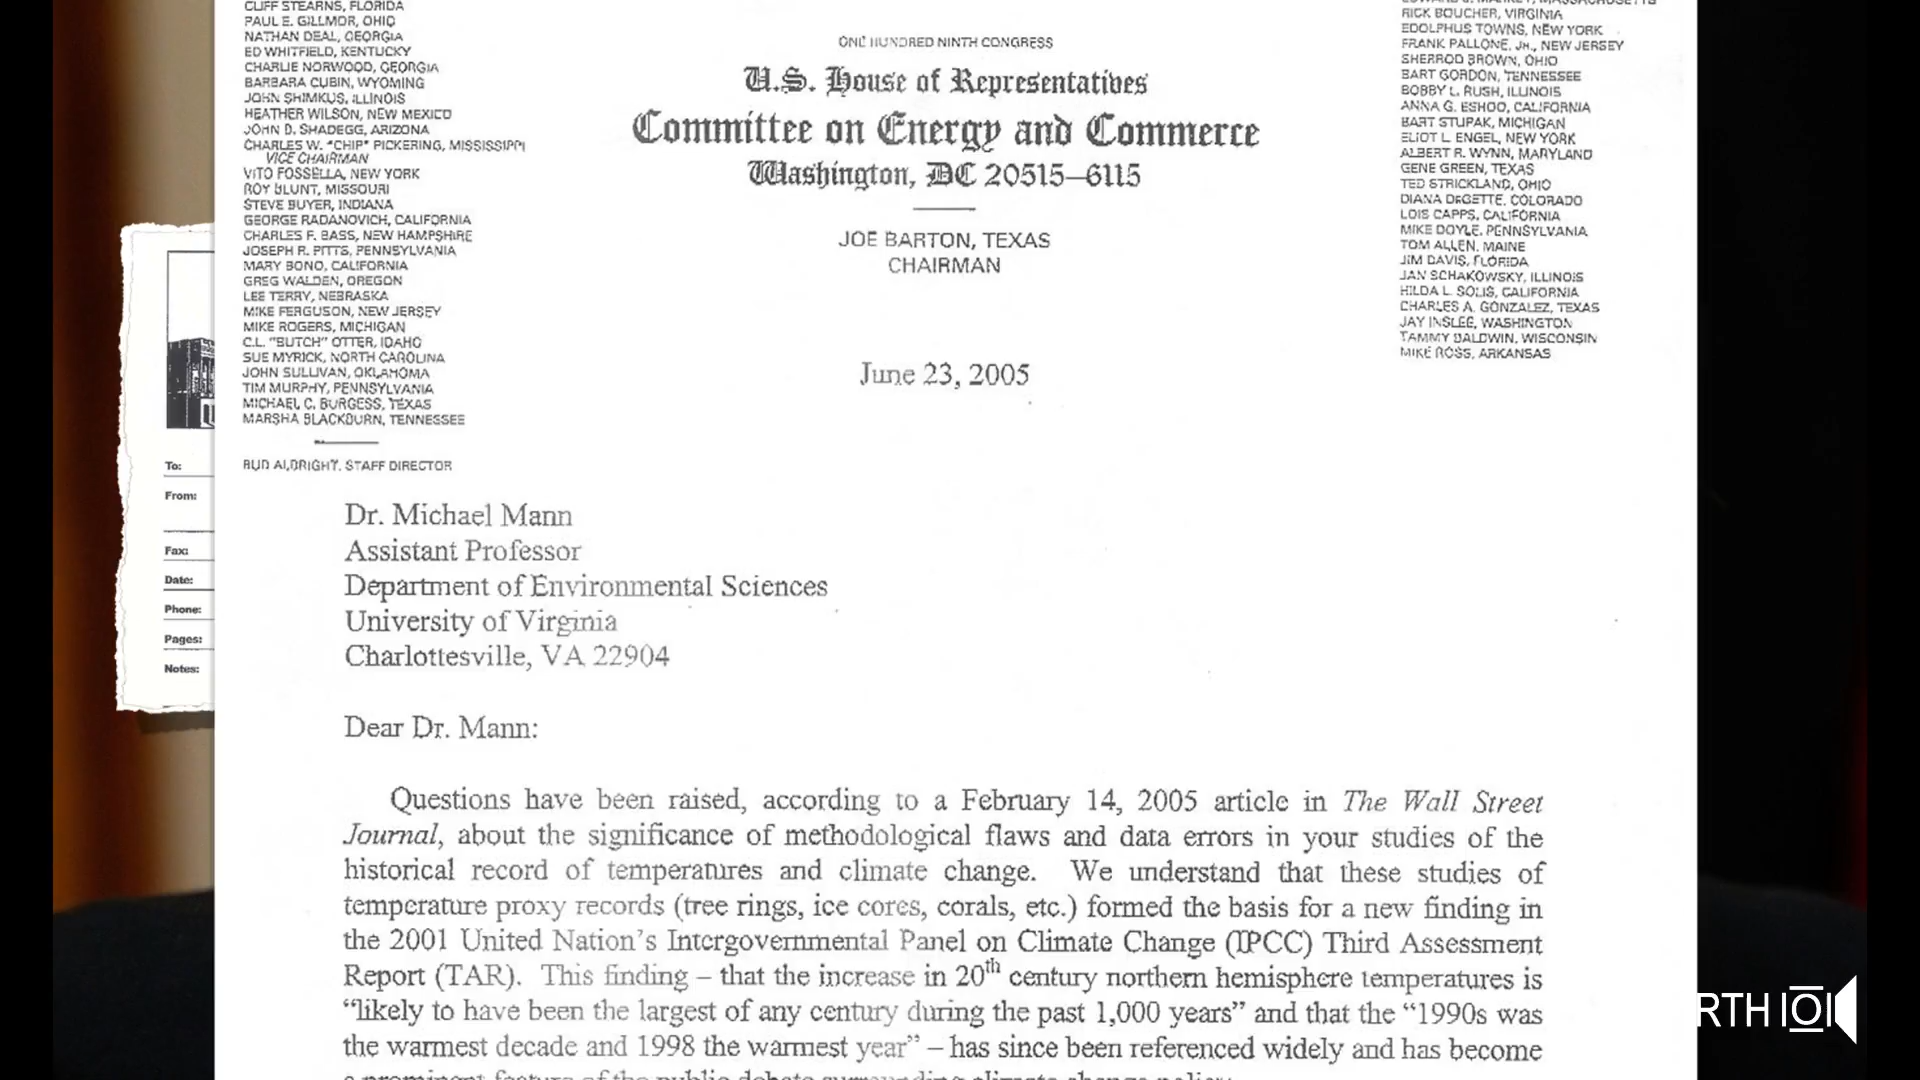 CLIFF STEARNS, FLORIDA
PAUL E. GILLMOR, OHIO
NATHAN DEAL, GEORGIA
ED WHITFIELD, KENTUCKY
CHARLIE NORWOOD, GEORGIA
BARBARA CUBIN, WYOMING
JOHN SHIMKUS, ILLINOIS
HEATHER WILSON, NEW MEXICO
JOHN D. SHADEGG, ARIZONA
CHARLES W. "CHIP" PICKERING, MISSISSIPPI
VICE CHAIRMAN
VITO FOSSELLA, NEW YORK
ROY BLUNT, MISSOURI
STEVE BUYER, INDIANA
GEORGE RADANOVICH, CALIFORNIA
CHARLES F. BASS, NEW HAMPSHIRE
JOSEPH R. PITTS, PENNSYLVANIA
MARY BONO, CALIFORNIA
GREG WALDEN, OREGON
LEE TERRY, NEBRASKA
MIKE FERGUSON, NEW JERSEY
MIKE ROGERS, MICHIGAN
C.L. "BUTCH" OTTER, IDAHO
SUE MYRICK, NORTH CAROLINA
JOHN SULLIVAN, OKLAHOMA
TIM MURPHY, PENNSYLVANIA
MICHAEL C. BURGESS, TEXAS
MARSHA BLACKBURN, TENNESSEE
BUD ALBRIGHT, STAFF DIRECTOR
ONE HUNDRED NINTH CONGRESS
U.S. House of Representatives
Committee on Energy and Commerce
Washington, DC 20515–6115
JOE BARTON, TEXAS
CHAIRMAN
RICK BOUCHER, VIRGINIA
EDOLPHUS TOWNS, NEW YORK
FRANK PALLONE, JR., NEW JERSEY
SHERROD BROWN, OHIO
BART GORDON, TENNESSEE
BOBBY L. RUSH, ILLINOIS
ANNA G. ESHOO, CALIFORNIA
BART STUPAK, MICHIGAN
ELIOT L. ENGEL, NEW YORK
ALBERT R. WYNN, MARYLAND
GENE GREEN, TEXAS
TED STRICKLAND, OHIO
DIANA DEGETTE, COLORADO
LOIS CAPPS, CALIFORNIA
MIKE DOYLE, PENNSYLVANIA
TOM ALLEN, MAINE
JIM DAVIS, FLORIDA
JAN SCHAKOWSKY, ILLINOIS
HILDA L. SOLIS, CALIFORNIA
CHARLES A. GONZALEZ, TEXAS
JAY INSLEE, WASHINGTON
TAMMY BALDWIN, WISCONSIN
MIKE ROSS, ARKANSAS
June 23, 2005
To:
From:
Fax:
Date:
Phone:
Pages:
Notes:
Dr. Michael Mann
Assistant Professor
Department of Environmental Sciences
University of Virginia
Charlottesville, VA 22904
Dear Dr. Mann:
Questions have been raised, according to a February 14, 2005 article in The Wall Street
Journal, about the significance of methodological flaws and data errors in your studies of the
historical record of temperatures and climate change. We understand that these studies of
temperature proxy records (tree rings, ice cores, corals, etc.) formed the basis for a new finding in
the 2001 United Nation's Intergovernmental Panel on Climate Change (IPCC) Third Assessment
Report (TAR). This finding – that the increase in 20th century northern hemisphere temperatures is
“likely to have been the largest of any century during the past 1,000 years” and that the “1990s was
the warmest decade and 1998 the warmest year” – has since been referenced widely and has become
a prominent feature of the public debate surrounding climate change policy.
RTH 101